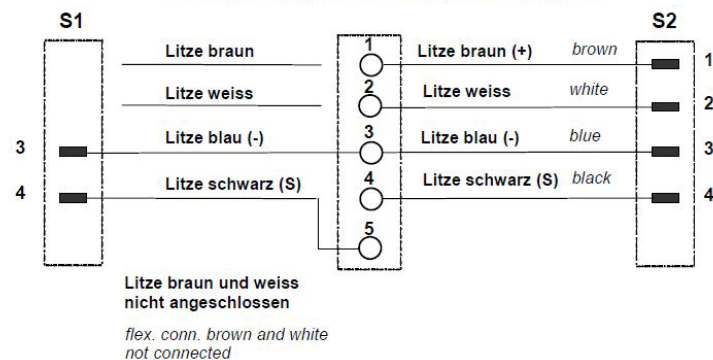 S1 S2
Litze braun 1 Litze braun (+) brown 1
Litze weiss 2 Litze weiss white 2
3 Litze blau (-) 3 Litze blau (-) blue 3
4 Litze schwarz (S) 4 Litze schwarz (S) black 4
5
Litze braun und weiss
nicht angeschlossen
flex. conn. brown and white
not connected